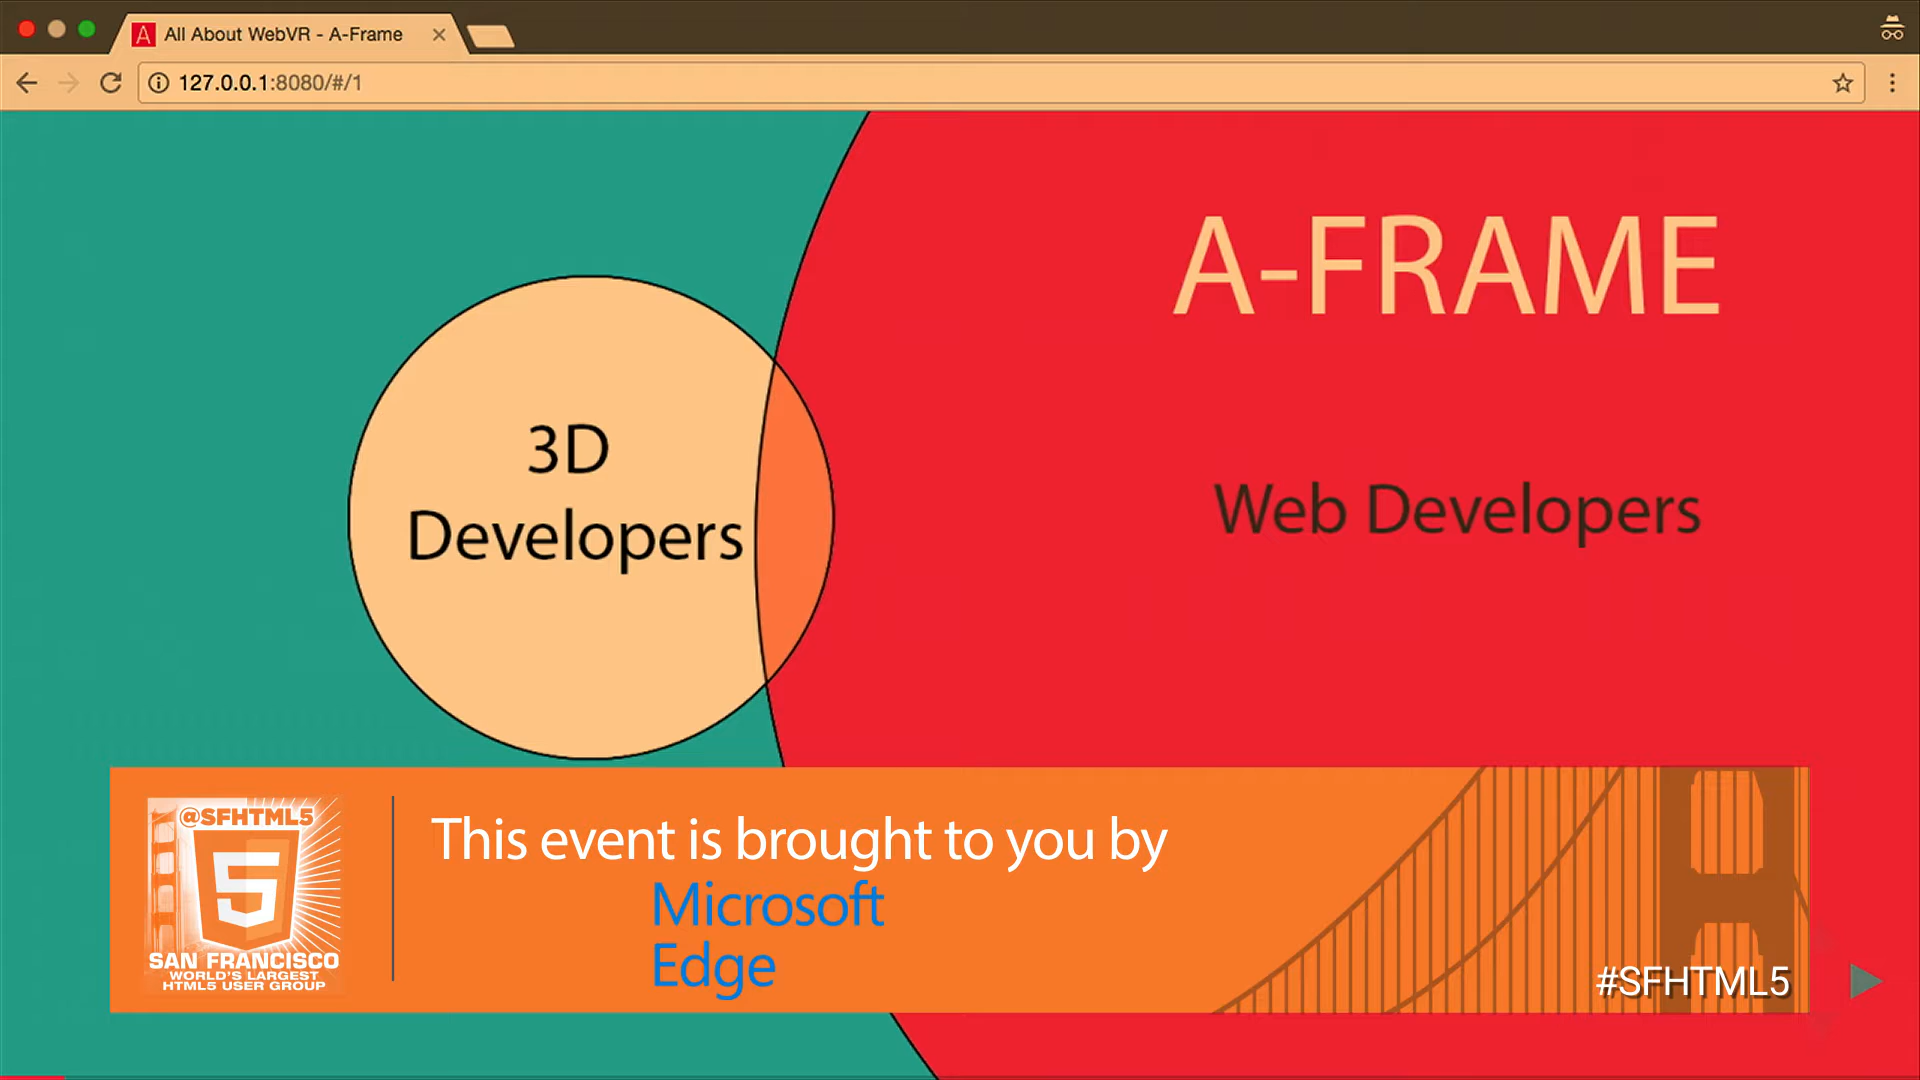 All About WebVR - A-Frame
127.0.0.1:8080/#/1
A-FRAME
3D
Developers
Web Developers
@SFHTML5
5
SAN FRANCISCO
WORLD'S LARGEST
HTML5 USER GROUP
This event is brought to you by
Microsoft
Edge
#SFHTML5